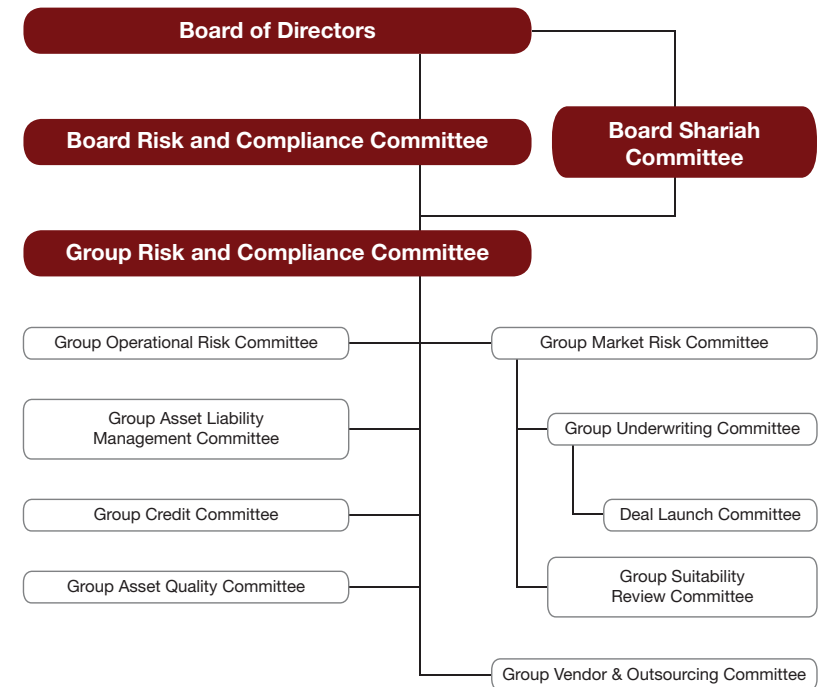 Board of Directors
Board Risk and Compliance Committee
Board Shariah
Committee
Group Risk and Compliance Committee
Group Operational Risk Committee
Group Market Risk Committee
Group Asset Liability
Management Committee
Group Underwriting Committee
Group Credit Committee
Deal Launch Committee
Group Asset Quality Committee
Group Suitability
Review Committee
Group Vendor & Outsourcing Committee